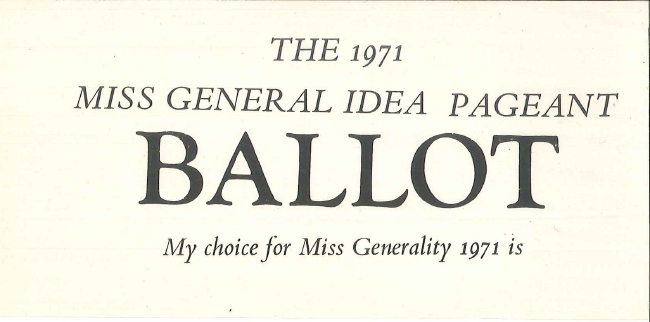 THE 1971
MISS GENERAL IDEA PAGEANT
BALLOT
My choice for Miss Generality 1971 is